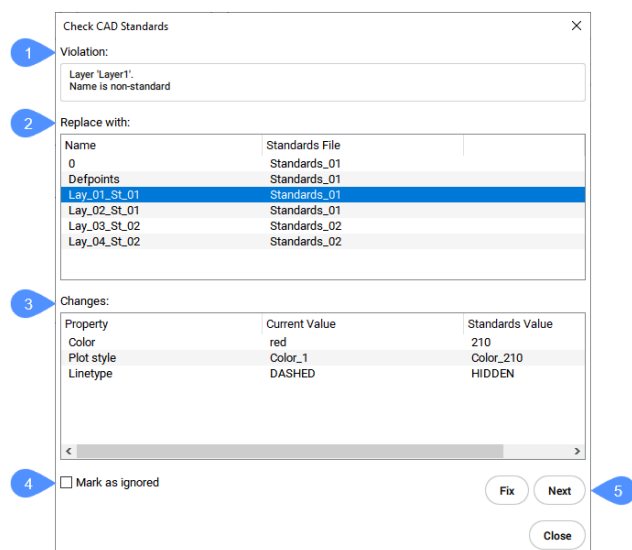 Check CAD Standards
1
Violation:
Layer 'Layer1'.
Name is non-standard
2
Replace with:
Name Standards File
0 Standards_01
Defpoints Standards_01
Lay_01_St_01 Standards_01
Lay_02_St_01 Standards_01
Lay_03_St_02 Standards_02
Lay_04_St_02 Standards_02
3
Changes:
Property Current Value Standards Value
Color red 210
Plot style Color_1 Color_210
Linetype DASHED HIDDEN
4
Mark as ignored
Fix Next 5
Close